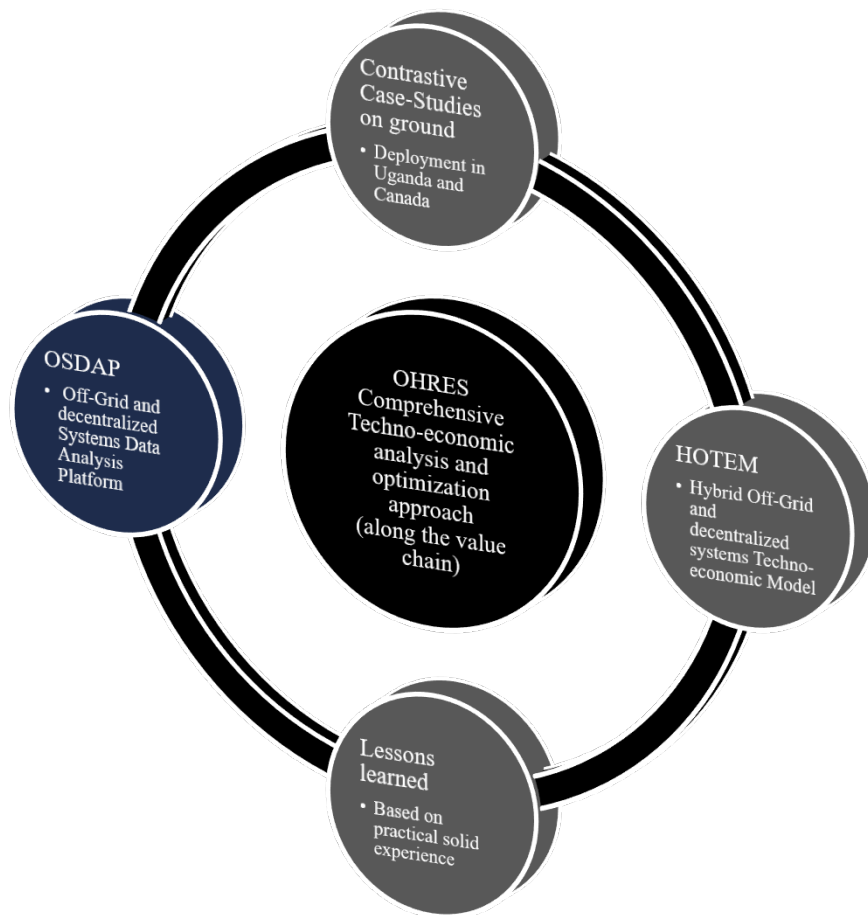 Contrastive
Case-Studies
on ground
• Deployment in
Uganda and
Canada
OSDAP
• Off-Grid and
decentralized
Systems Data
Analysis
Platform
OHRES
Comprehensive
Techno-economic
analysis and
optimization
approach
(along the value
chain)
HOTEM
• Hybrid Off-Grid
and
decentralized
systems Techno-
economic Model
Lessons
learned
• Based on
practical solid
experience